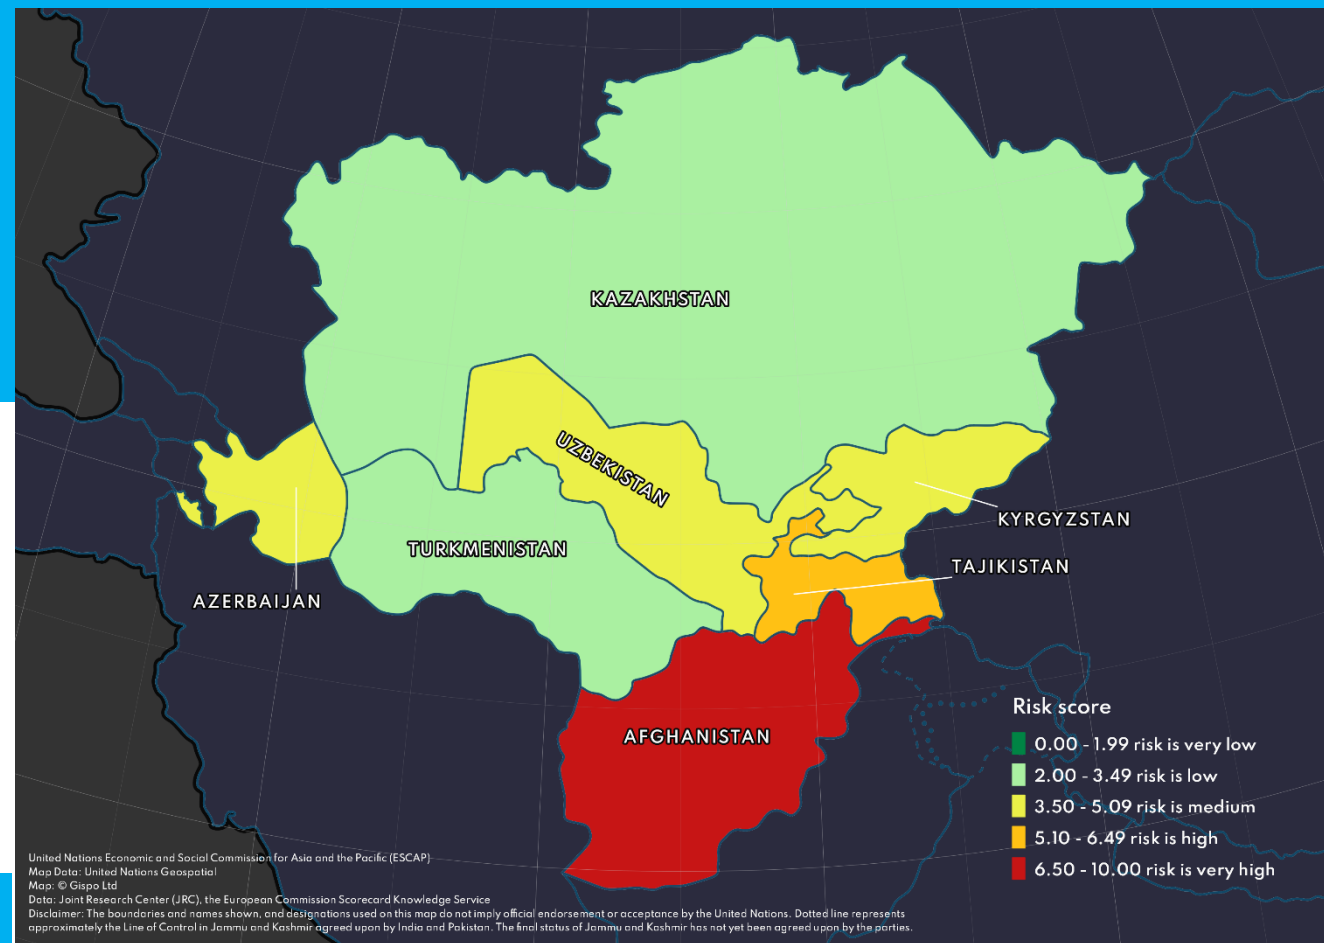 KAZAKHSTAN
UZBEKISTAN
KYRGYZSTAN
TURKMENISTAN
TAJIKISTAN
AZERBAIJAN
AFGHANISTAN
Risk score
0.00 - 1.99 risk is very low
2.00 - 3.49 risk is low
3.50 - 5.09 risk is medium
5.10 - 6.49 risk is high
6.50 - 10.00 risk is very high
United Nations Economic and Social Commission for Asia and the Pacific (ESCAP)
Map Data: United Nations Geospatial
Map: © Gispo Ltd
Data: Joint Research Center (JRC), the European Commission Scorecard Knowledge Service
Disclaimer: The boundaries and names shown, and designations used on this map do not imply official endorsement or acceptance by the United Nations. Dotted line represents
approximately the Line of Control in Jammu and Kashmir agreed upon by India and Pakistan. The final status of Jammu and Kashmir has not yet been agreed upon by the parties.